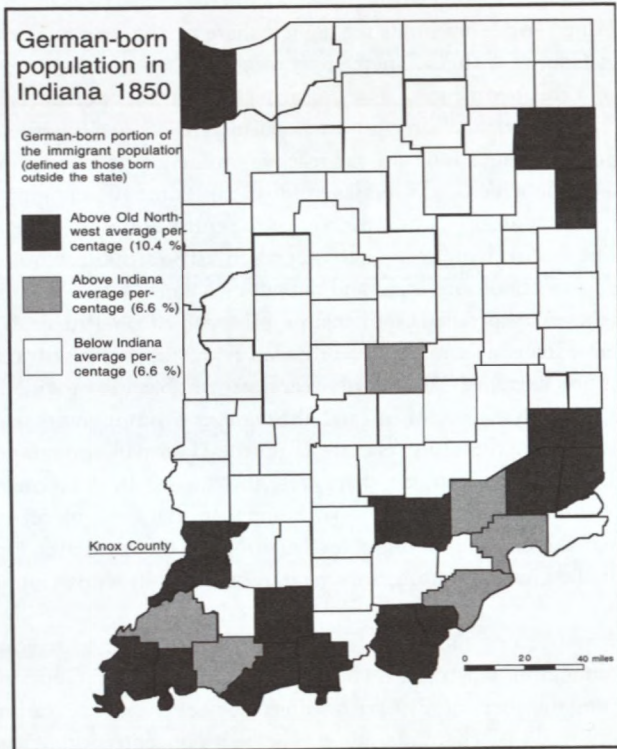 German-born
population in
Indiana 1850
German-born portion of
the immigrant population
(defined as those born
outside the state)
Above Old North-
west average per-
centage (10.4 %)
Above Indiana
average per-
centage (6.6 %)
Below Indiana
average per-
centage (6.6 %)
Knox County
0 20 40 miles